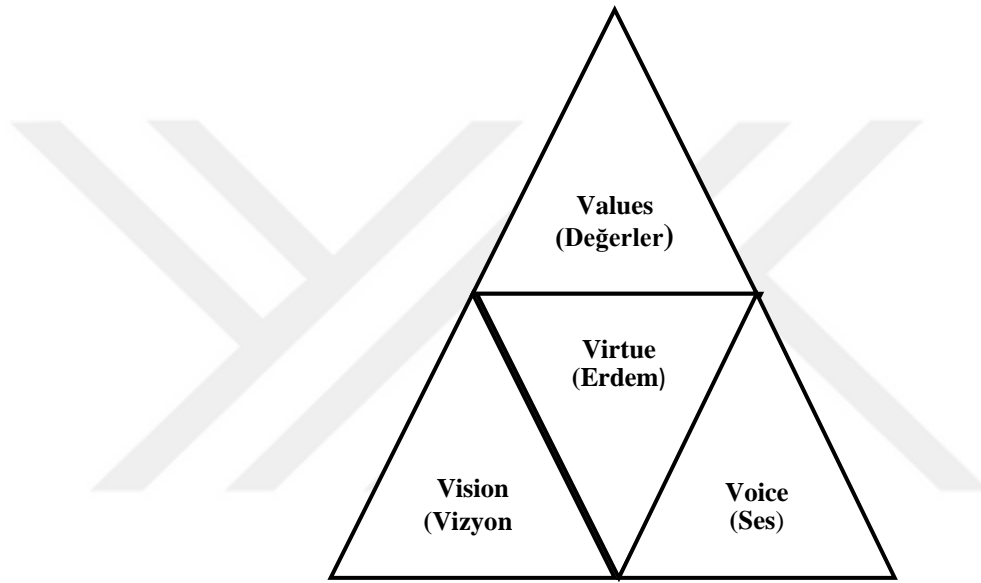 Values
(Değerler)
Virtue
(Erdem)
Vision
(Vizyon
Voice
(Ses)